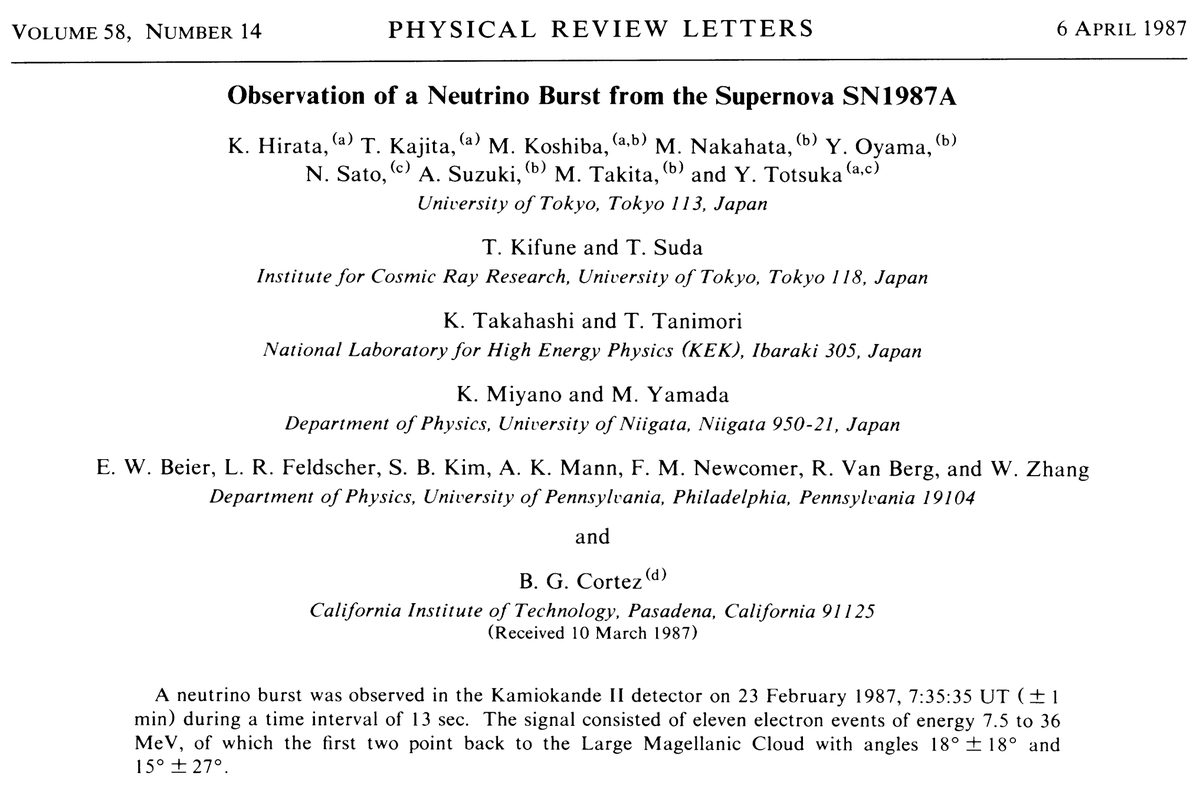 VOLUME 58, NUMBER 14 PHYSICAL REVIEW LETTERS 6 APRIL 1987
Observation of a Neutrino Burst from the Supernova SN1987A
K. Hirata,(a) T. Kajita,(a) M. Koshiba,(a,b) M. Nakahata,(b) Y. Oyama,(b)
N. Sato,(c) A. Suzuki,(b) M. Takita,(b) and Y. Totsuka(a,c)
University of Tokyo, Tokyo 113, Japan
T. Kifune and T. Suda
Institute for Cosmic Ray Research, University of Tokyo, Tokyo 118, Japan
K. Takahashi and T. Tanimori
National Laboratory for High Energy Physics (KEK), Ibaraki 305, Japan
K. Miyano and M. Yamada
Department of Physics, University of Niigata, Niigata 950-21, Japan
E. W. Beier, L. R. Feldscher, S. B. Kim, A. K. Mann, F. M. Newcomer, R. Van Berg, and W. Zhang
Department of Physics, University of Pennsylvania, Philadelphia, Pennsylvania 19104
and
B. G. Cortez(d)
California Institute of Technology, Pasadena, California 91125
(Received 10 March 1987)
A neutrino burst was observed in the Kamiokande II detector on 23 February 1987, 7:35:35 UT (±1
min) during a time interval of 13 sec. The signal consisted of eleven electron events of energy 7.5 to 36
MeV, of which the first two point back to the Large Magellanic Cloud with angles 18° ± 18° and
15° ± 27°.